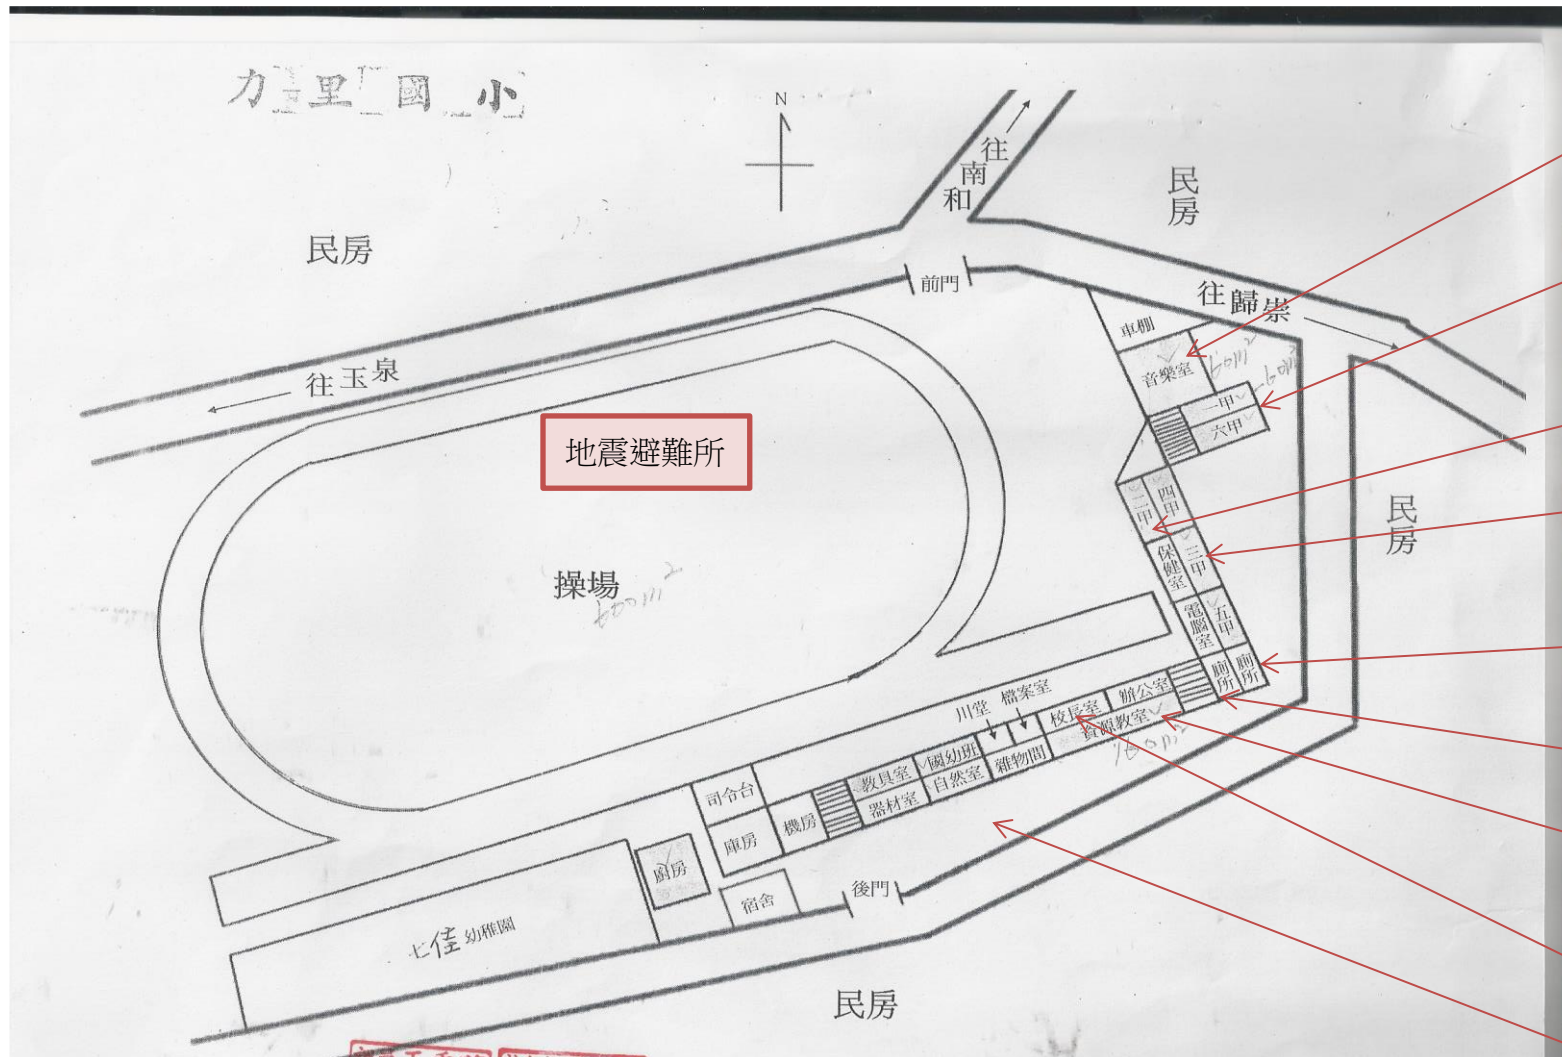 力里國小
N
往南和
民房
民房
前門
往歸崇
車棚
往玉泉
音樂室
60m²
60m²
一甲
六甲
地震避難所
二甲
四甲
民房
保健室
三甲
操場
600m²
電腦室
五甲
廁所
廁所
川堂
檔案室
校長室
辦公室
資源教室
教具室
國幼班
雜物間
器材室
自然室
司令台
機房
庫房
廚房
宿舍
後門
七佳幼稚園
民房